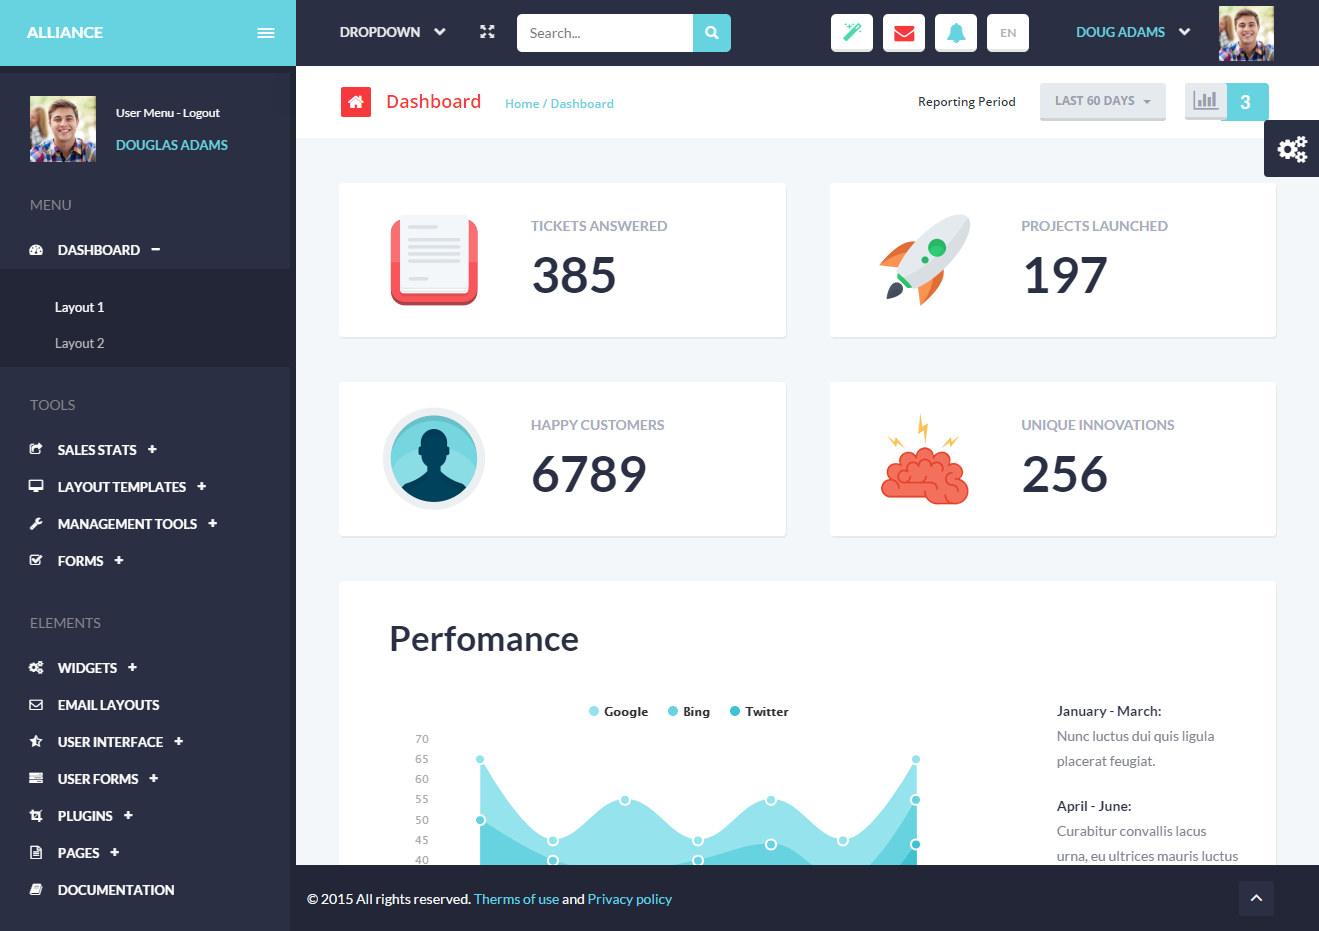 ALLIANCE
DROPDOWN
Search...
EN
DOUG ADAMS
User Menu - Logout
DOUGLAS ADAMS
MENU
DASHBOARD
Layout 1
Layout 2
TOOLS
SALES STATS
LAYOUT TEMPLATES
MANAGEMENT TOOLS
FORMS
ELEMENTS
WIDGETS
EMAIL LAYOUTS
USER INTERFACE
USER FORMS
PLUGINS
PAGES
DOCUMENTATION
Dashboard
Home / Dashboard
Reporting Period
LAST 60 DAYS
3
TICKETS ANSWERED
385
PROJECTS LAUNCHED
197
HAPPY CUSTOMERS
6789
UNIQUE INNOVATIONS
256
Perfomance
Google Bing Twitter
70
65
60
55
50
45
40
January - March:
Nunc luctus dui quis ligula
placerat feugiat.
April - June:
Curabitur convallis lacus
urna, eu ultrices mauris luctus
© 2015 All rights reserved. Therms of use and Privacy policy